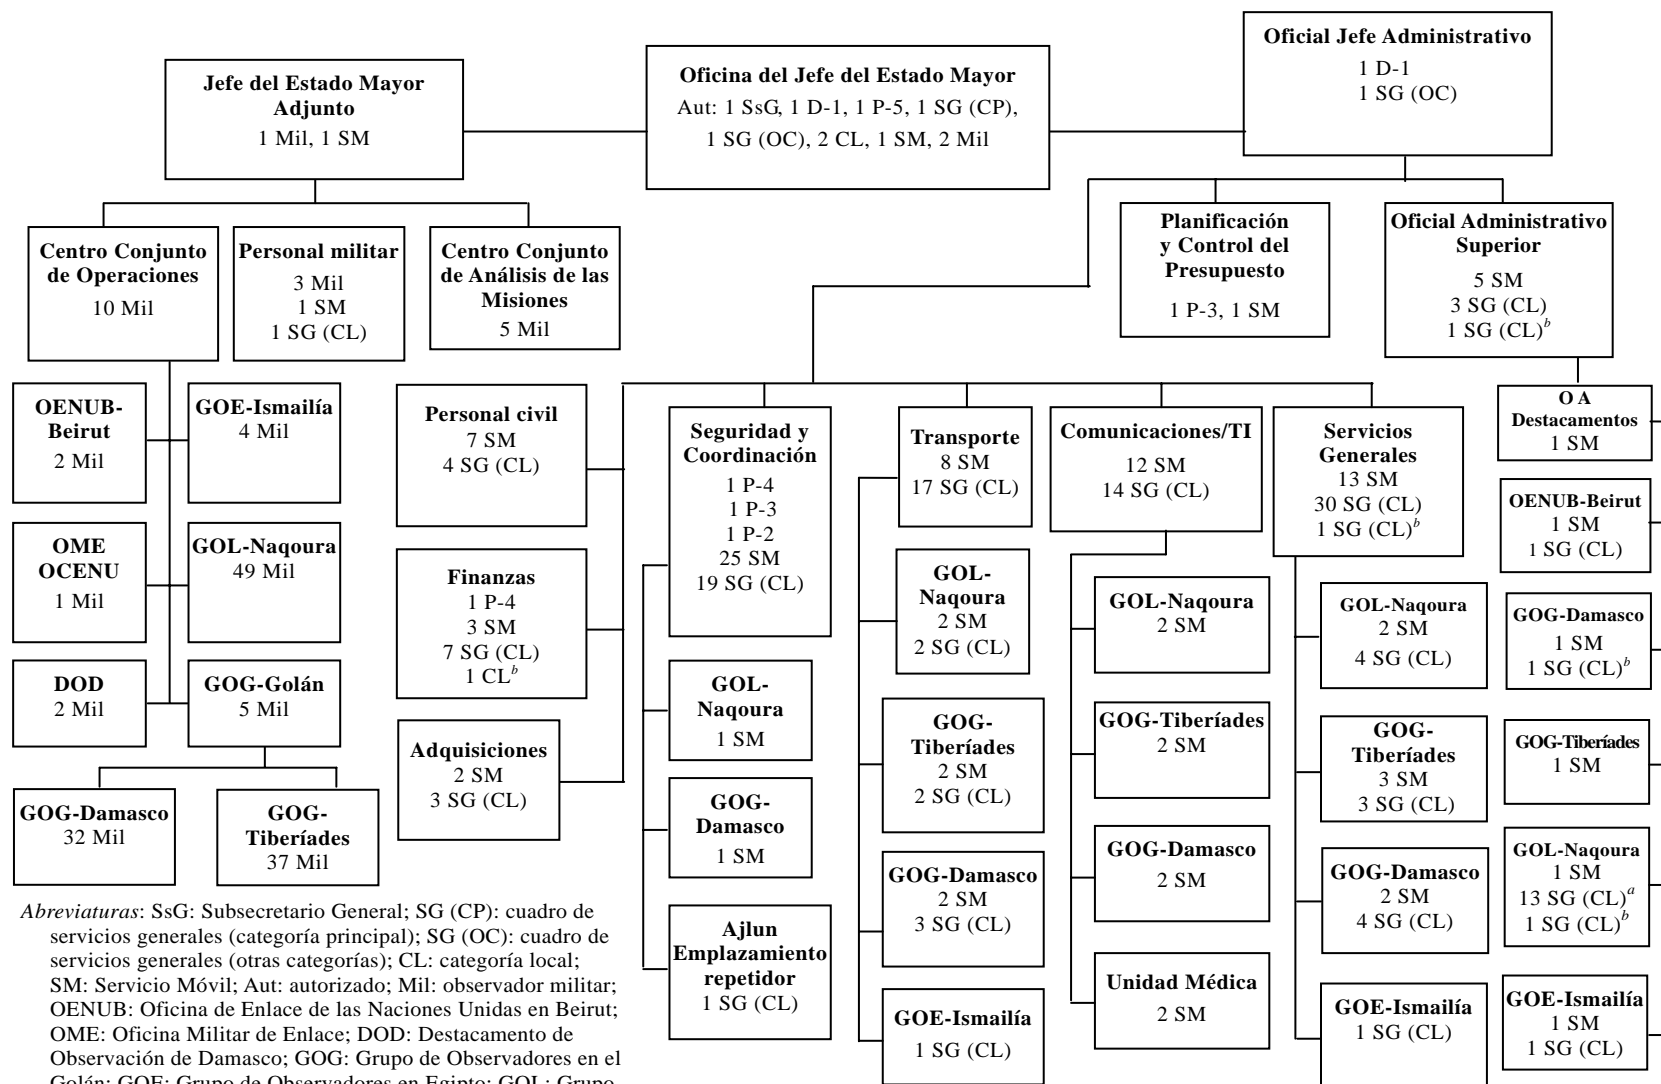 Oficial Jefe Administrativo
1 D-1
1 SG (OC)
Jefe del Estado Mayor
Adjunto
1 Mil, 1 SM
Oficina del Jefe del Estado Mayor
Aut: 1 SsG, 1 D-1, 1 P-5, 1 SG (CP),
1 SG (OC), 2 CL, 1 SM, 2 Mil
Centro Conjunto
de Operaciones
10 Mil
Personal militar
3 Mil
1 SM
1 SG (CL)
Centro Conjunto
de Análisis de las
Misiones
5 Mil
Planificación
y Control del
Presupuesto
1 P-3, 1 SM
Oficial Administrativo
Superior
5 SM
3 SG (CL)
1 SG (CL)b
OENUB-
Beirut
2 Mil
GOE-Ismailía
4 Mil
OME
OCENU
1 Mil
GOL-Naqoura
49 Mil
DOD
2 Mil
GOG-Golán
5 Mil
GOG-Damasco
32 Mil
GOG-
Tiberíades
37 Mil
Personal civil
7 SM
4 SG (CL)
Finanzas
1 P-4
3 SM
7 SG (CL)
1 CLb
Adquisiciones
2 SM
3 SG (CL)
Seguridad y
Coordinación
1 P-4
1 P-3
1 P-2
25 SM
19 SG (CL)
GOL-
Naqoura
1 SM
GOG-
Damasco
1 SM
Ajlun
Emplazamiento
repetidor
1 SG (CL)
Transporte
8 SM
17 SG (CL)
GOL-
Naqoura
2 SM
2 SG (CL)
GOG-
Tiberíades
2 SM
2 SG (CL)
GOG-Damasco
2 SM
3 SG (CL)
GOE-Ismailía
1 SG (CL)
Comunicaciones/TI
12 SM
14 SG (CL)
GOL-Naqoura
2 SM
GOG-Tiberíades
2 SM
GOG-Damasco
2 SM
Unidad Médica
2 SM
Servicios
Generales
13 SM
30 SG (CL)
1 SG (CL)b
GOL-Naqoura
2 SM
4 SG (CL)
GOG-
Tiberíades
3 SM
3 SG (CL)
GOG-Damasco
2 SM
4 SG (CL)
GOE-Ismailía
1 SG (CL)
O A
Destacamentos
1 SM
OENUB-Beirut
1 SM
1 SG (CL)
GOG-Damasco
1 SM
1 SG (CL)b
GOG-Tiberíades
1 SM
GOL-Naqoura
1 SM
13 SG (CL)a
1 SG (CL)b
GOE-Ismailía
1 SM
1 SG (CL)
Abreviaturas: SsG: Subsecretario General; SG (CP): cuadro de
servicios generales (categoría principal); SG (OC): cuadro de
servicios generales (otras categorías); CL: categoría local;
SM: Servicio Móvil; Aut: autorizado; Mil: observador militar;
OENUB: Oficina de Enlace de las Naciones Unidas en Beirut;
OME: Oficina Militar de Enlace; DOD: Destacamento de
Observación de Damasco; GOG: Grupo de Observadores en el
Golán; GOE: Grupo de Observadores en Egipto; GOL: Grupo